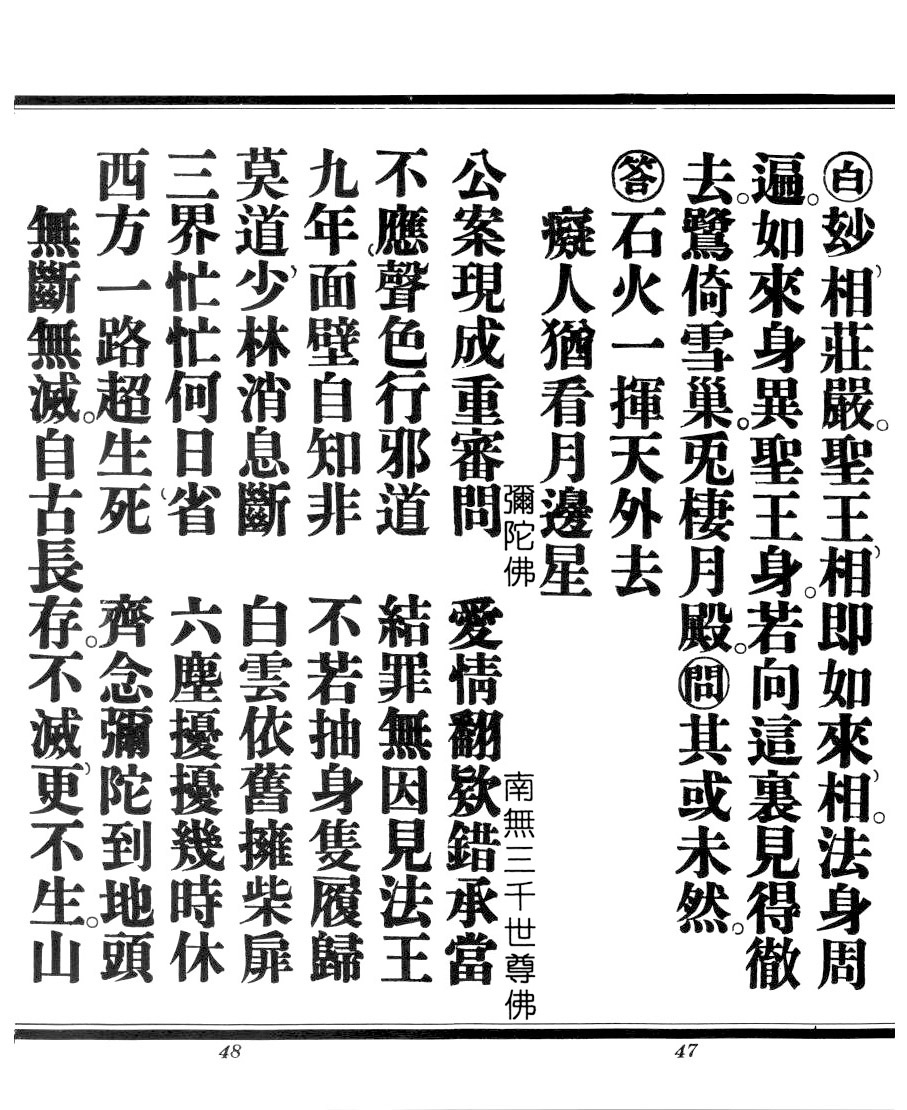 ㊀白 玅相莊嚴。聖王相即如來相。法身周
遍。如來身異聖王身。若向這裏見得徹
去。鷺倚雪巢。兎棲月殿。問其或未然。
答石火一揮天外去
癡人猶看月邊星
彌陀佛 南無三千世尊佛
公案現成重審問 愛情翻欵錯承當
不應聲色行邪道 結罪無因見法王
九年面壁自知非 不若抽身隻履歸
莫道少林消息斷 白雲依舊擁柴扉
三界忙忙何日省 六塵擾擾幾時休
西方一路超生死 齊念彌陀到地頭
無斷無滅。自古長存。不滅更不生。山
47
48